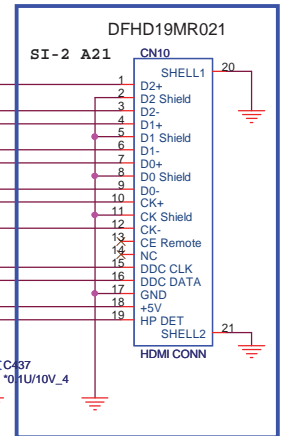 DFHD19MR021
SI-2 A21
CN10
SHELL1 20
1 D2+
2 D2 Shield
3 D2-
4 D1+
5 D1 Shield
6 D1-
7 D0+
8 D0 Shield
9 D0-
10 CK+
11 CK Shield
12 CK-
13 CE Remote
14 NC
15 DDC CLK
16 DDC DATA
17 GND
18 +5V
19 HP DET
SHELL2 21
HDMI CONN
C437
*0.1U/10V_4